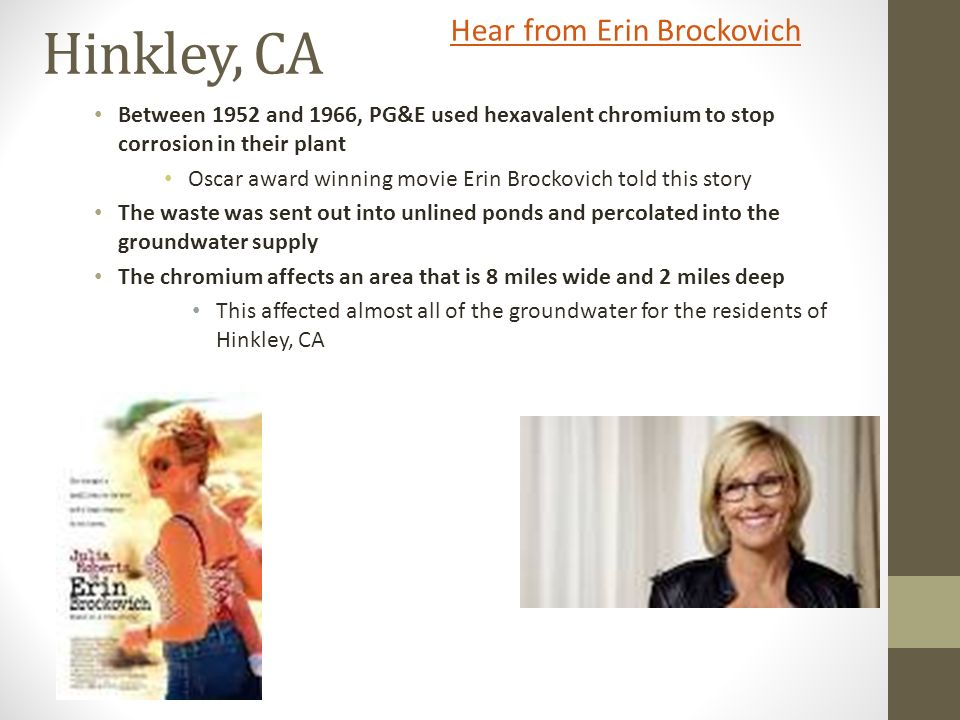 Hear from Erin Brockovich
Hinkley, CA
• Between 1952 and 1966, PG&E used hexavalent chromium to stop
corrosion in their plant
• Oscar award winning movie Erin Brockovich told this story
• The waste was sent out into unlined ponds and percolated into the
groundwater supply
• The chromium affects an area that is 8 miles wide and 2 miles deep
• This affected almost all of the groundwater for the residents of
Hinkley, CA
Julia
Roberts
Erin
Brockovich